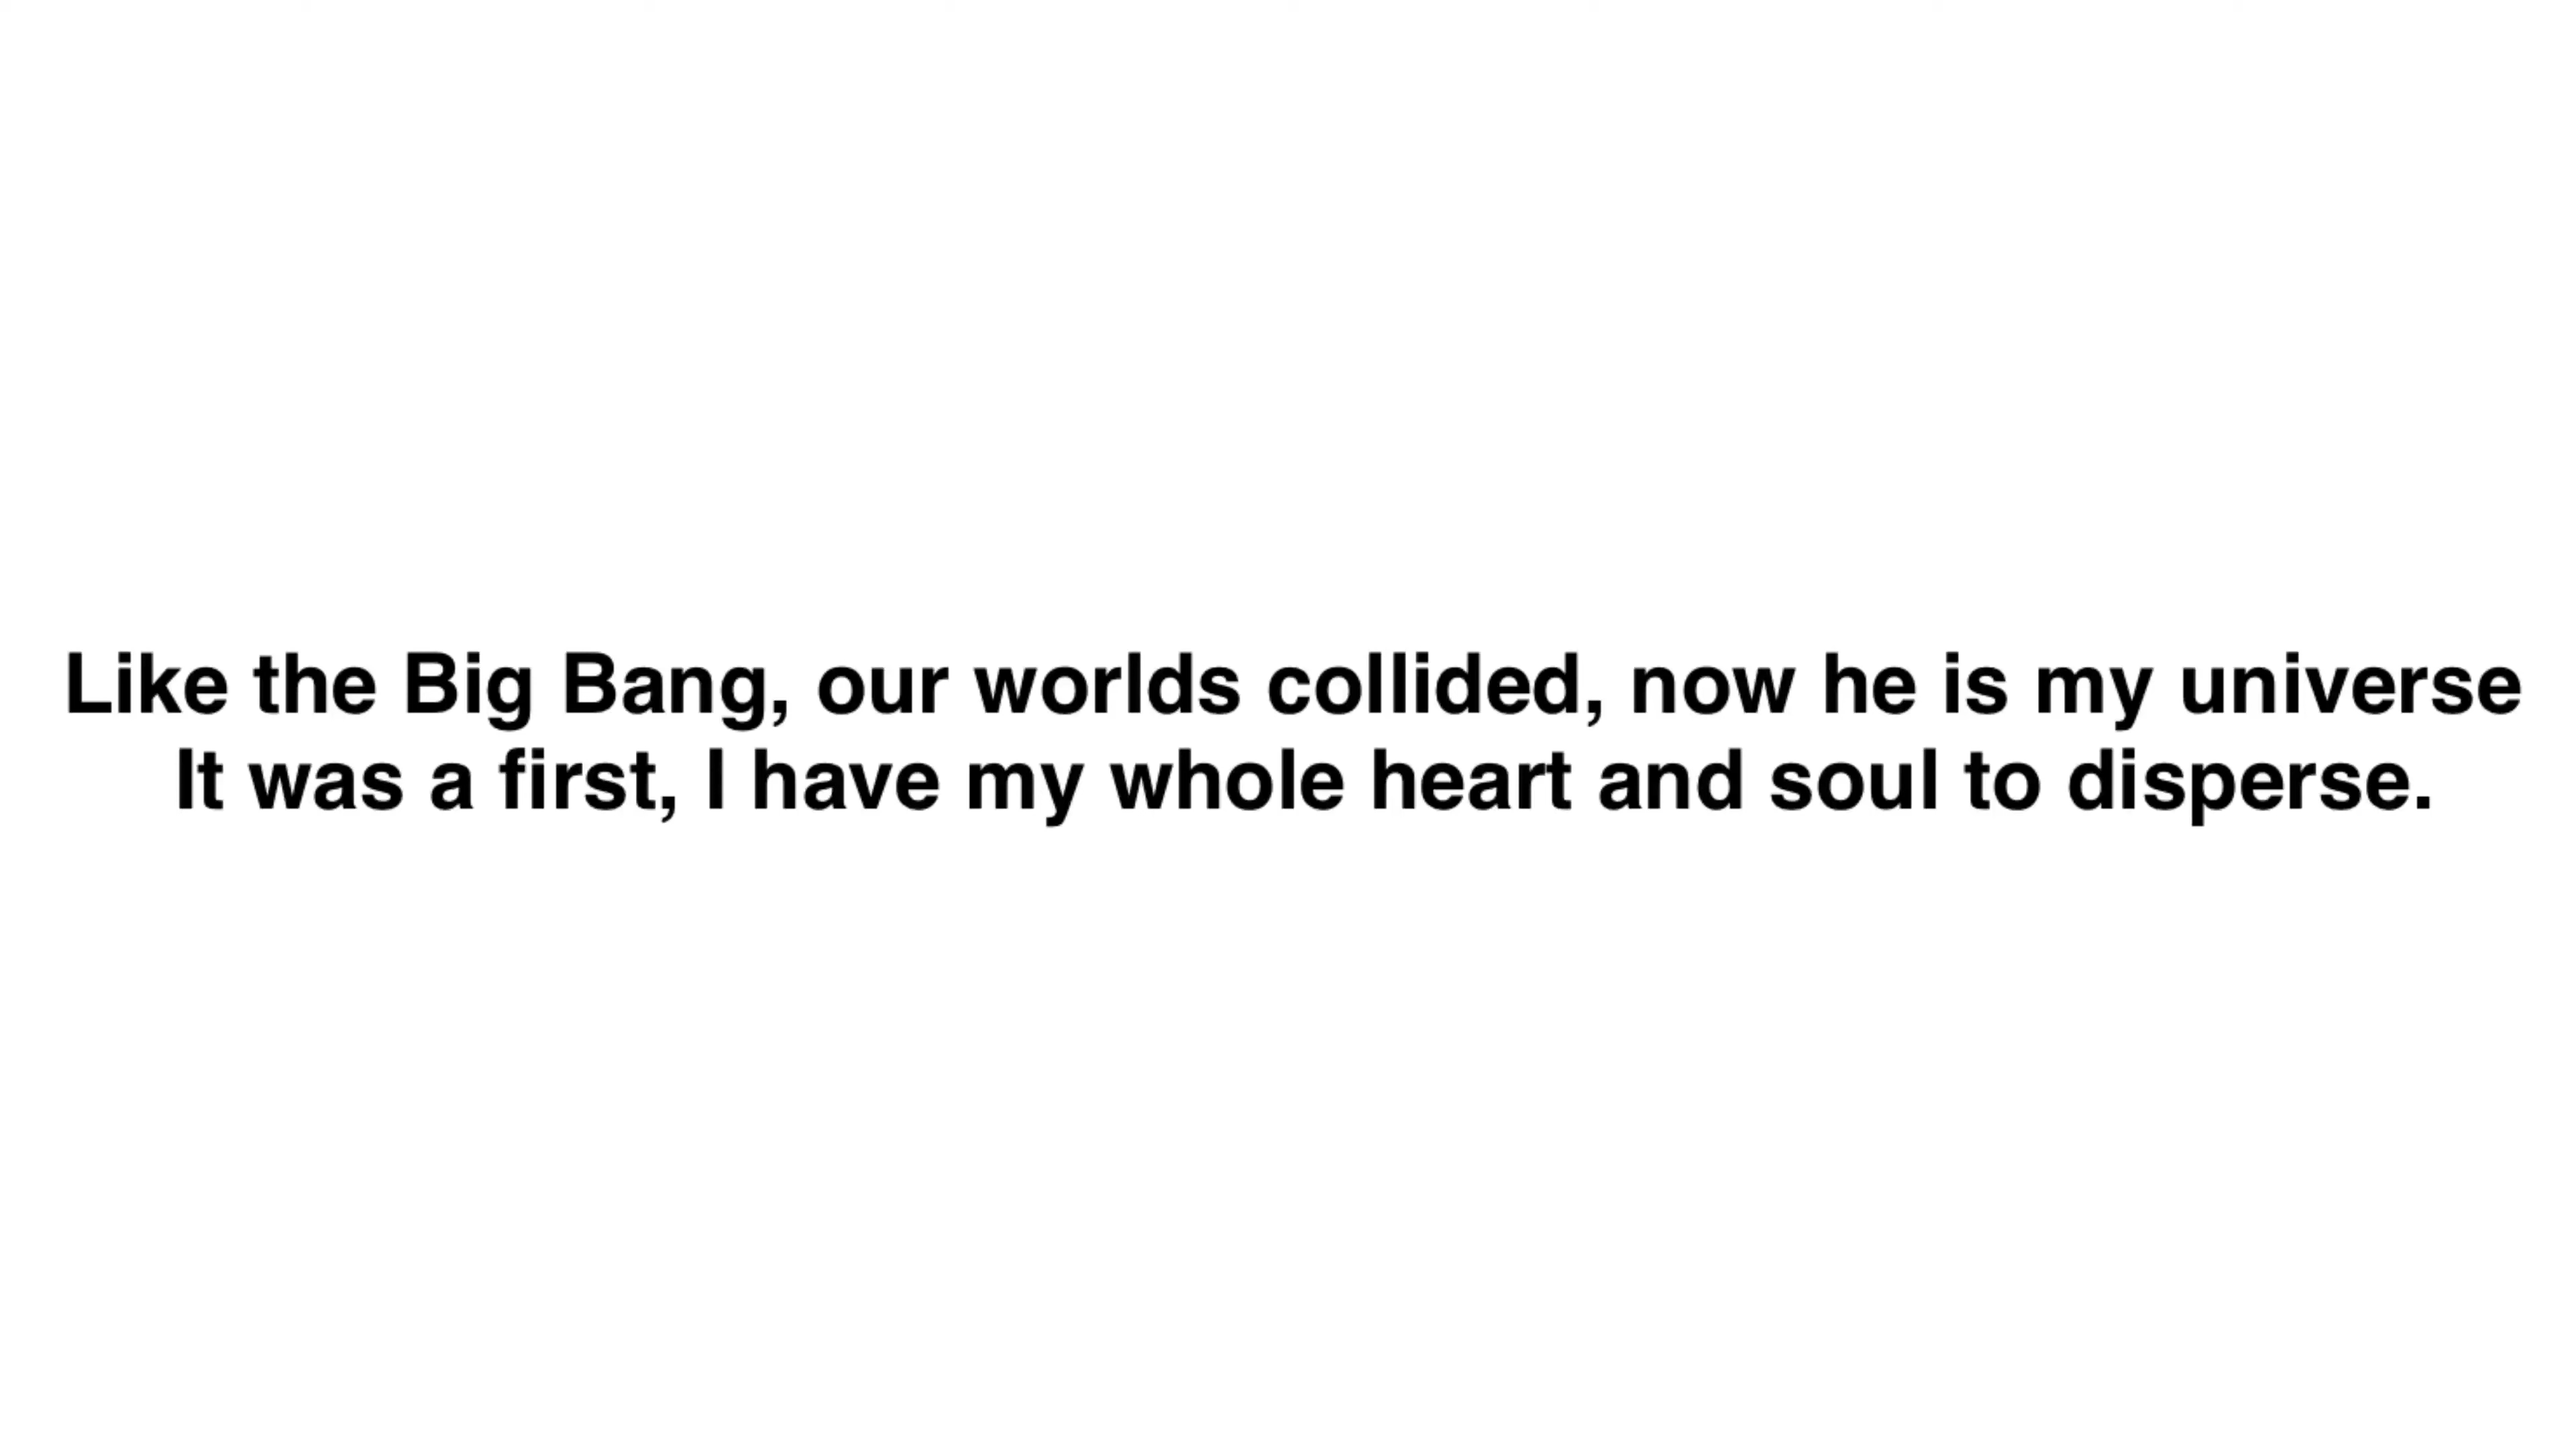 Like the Big Bang, our worlds collided, now he is my universe
It was a first, I have my whole heart and soul to disperse.